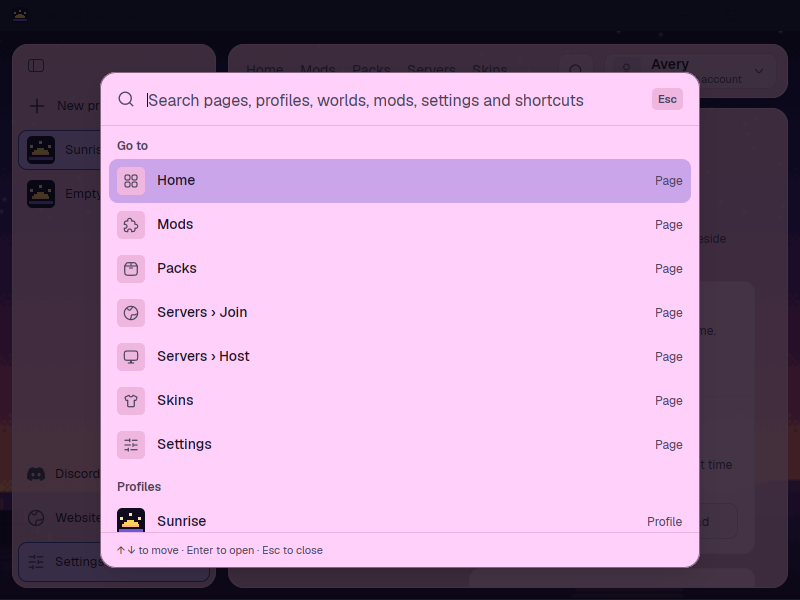 Home Mods Packs Servers Skins
Avery
account
New pr
Sunris
Empty
Search pages, profiles, worlds, mods, settings and shortcuts
Esc
Go to
Home Page
Mods Page
Packs Page
Servers › Join Page
Servers › Host Page
Skins Page
Settings Page
Profiles
Sunrise Profile
↑↓ to move · Enter to open · Esc to close
eside
ne.
t time
d
Discord
Website
Settings